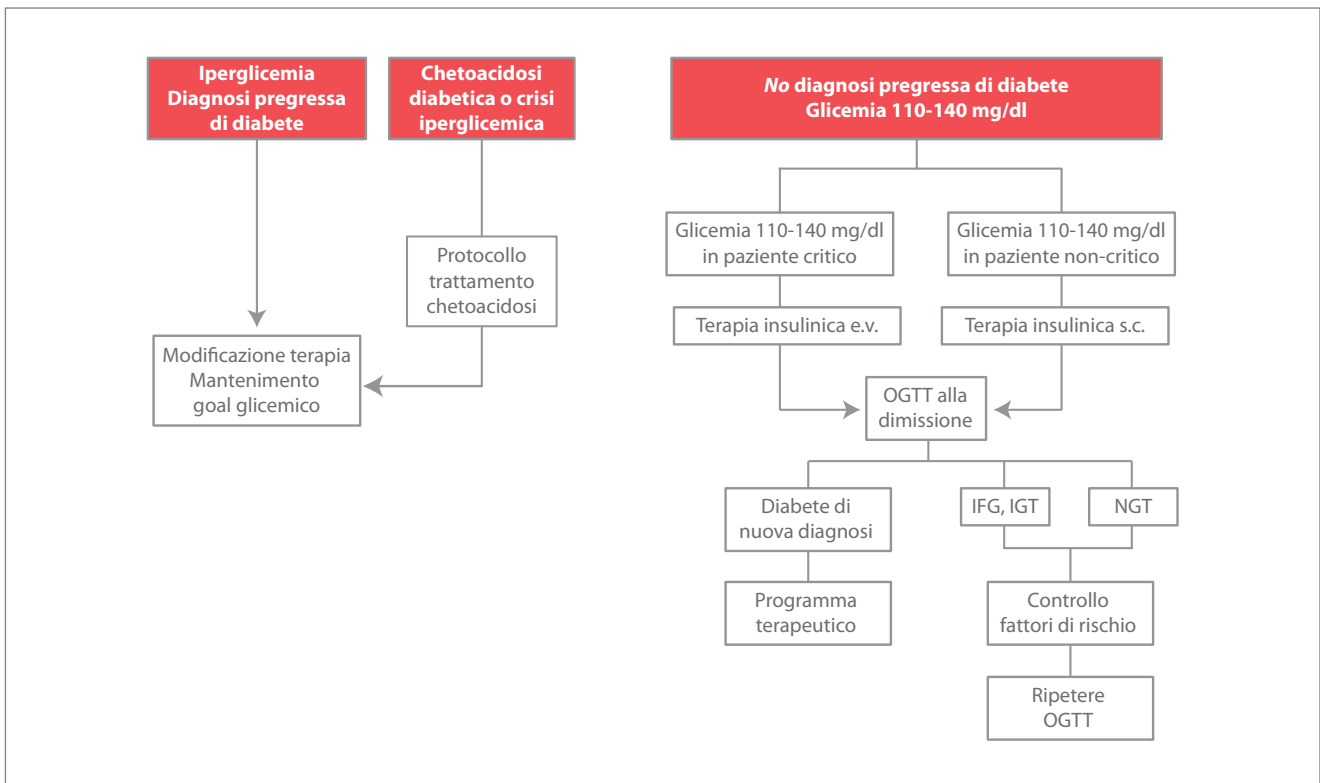 Iperglicemia
Diagnosi pregressa
di diabete
Chetoacidosi
diabetica o crisi
iperglicemica
No diagnosi pregressa di diabete
Glicemia 110-140 mg/dl
Protocollo
trattamento
chetoacidosi
Modificazione terapia
Mantenimento
goal glicemico
Glicemia 110-140 mg/dl
in paziente critico
Glicemia 110-140 mg/dl
in paziente non-critico
Terapia insulinica e.v.
Terapia insulinica s.c.
OGTT alla
dimissione
Diabete di
nuova diagnosi
IFG, IGT
NGT
Programma
terapeutico
Controllo
fattori di rischio
Ripetere
OGTT